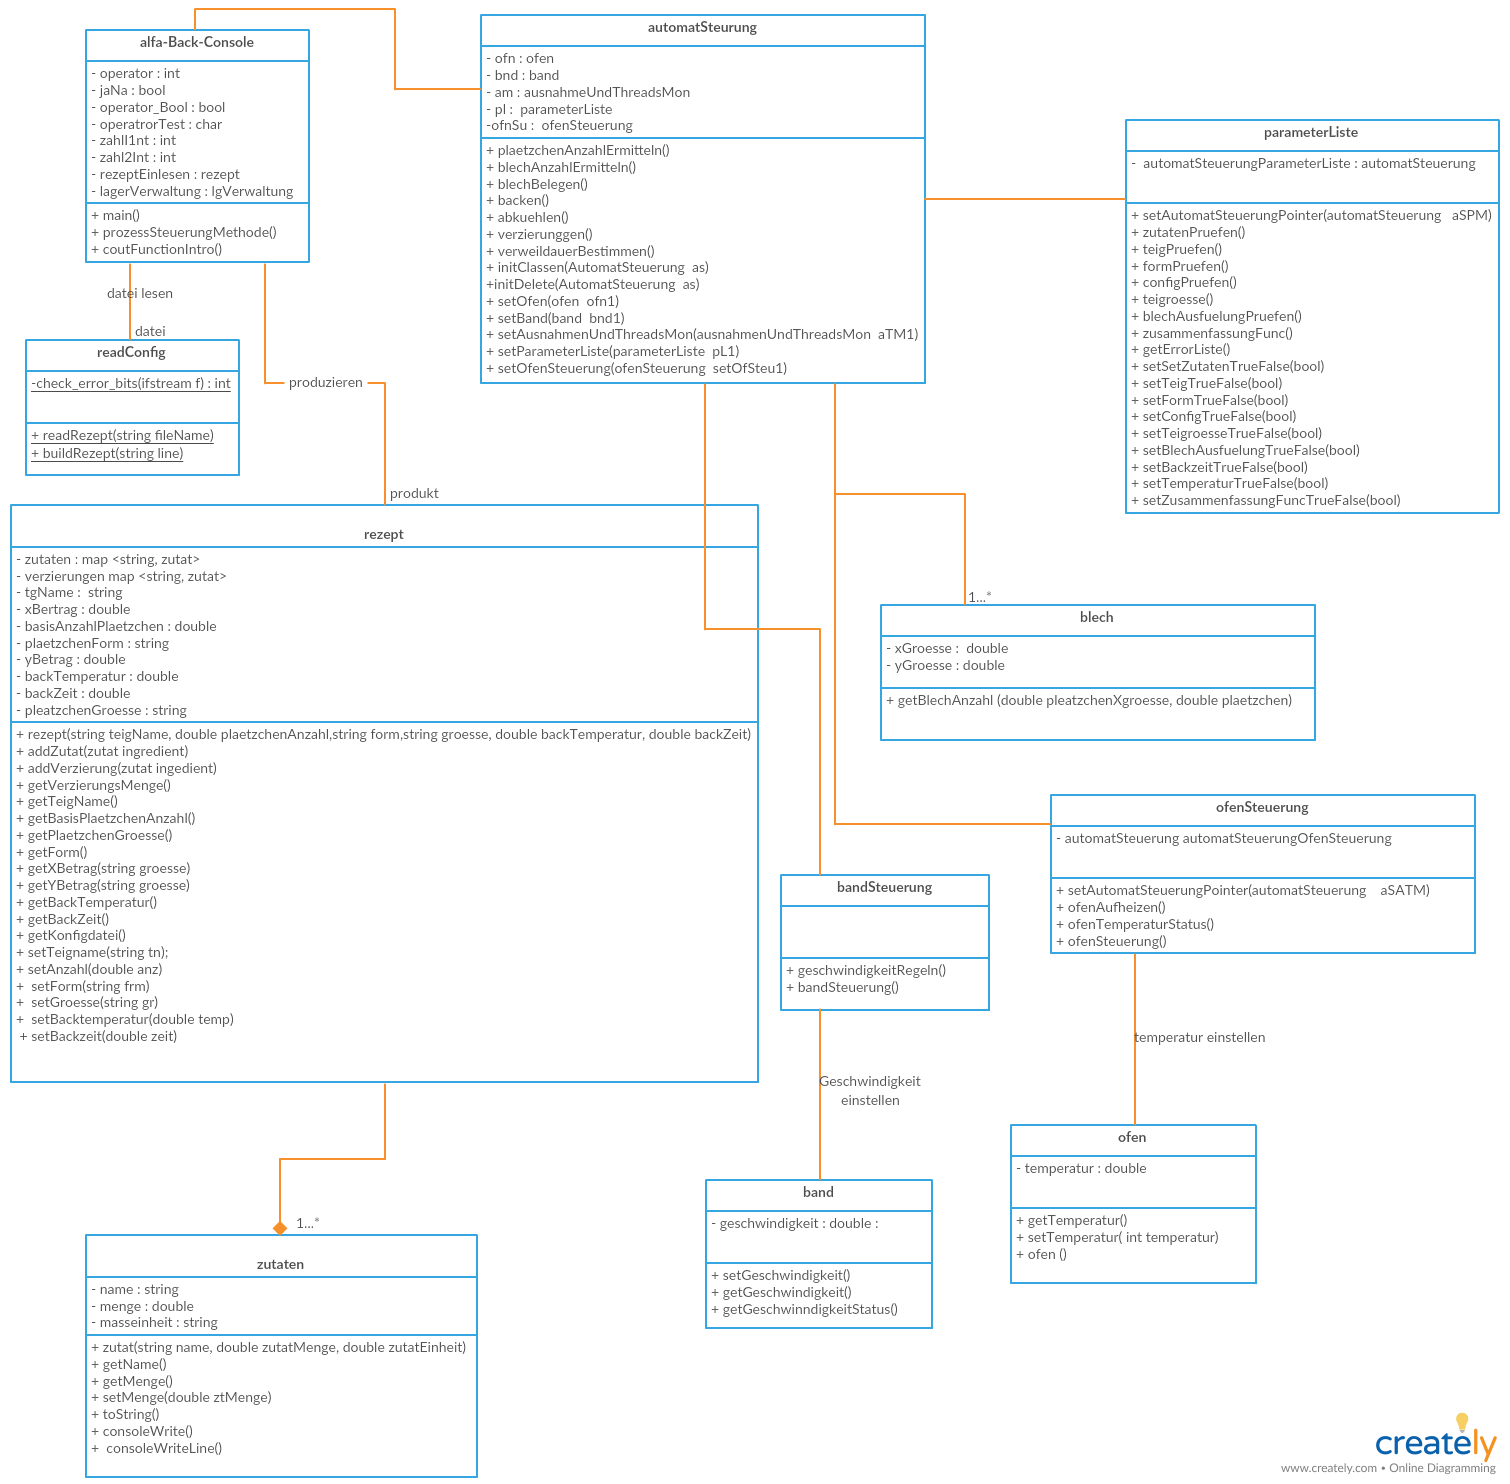 alfa-Back-Console
- operator : int
- jaNa : bool
- operator_Bool : bool
- operatrorTest : char
- zahlI1nt : int
- zahl2Int : int
- rezeptEinlesen : rezept
- lagerVerwaltung : lgVerwaltung
+ main()
+ prozessSteuerungMethode()
+ coutFunctionIntro()
automatSteurung
- ofn : ofen
- bnd : band
- am : ausnahmeUndThreadsMon
- pl : parameterListe
-ofnSu : ofenSteuerung
+ plaetzchenAnzahlErmitteln()
+ blechAnzahlErmitteln()
+ blechBelegen()
+ backen()
+ abkuehlen()
+ verzierunggen()
+ verweildauerBestimmen()
+ initClassen(AutomatSteuerung as)
+initDelete(AutomatSteuerung as)
+ setOfen(ofen ofn1)
+ setBand(band bnd1)
+ setAusnahmenUndThreadsMon(ausnahmenUndThreadsMon aTM1)
+ setParameterListe(parameterListe pL1)
+ setOfenSteuerung(ofenSteuerung setOfSteu1)
parameterListe
- automatSteuerungParameterListe : automatSteuerung
+ setAutomatSteuerungPointer(automatSteuerung aSPM)
+ zutatenPruefen()
+ teigPruefen()
+ formPruefen()
+ configPruefen()
+ teigroesse()
+ blechAusfuelungPruefen()
+ zusammenfassungFunc()
+ getErrorListe()
+ setSetZutatenTrueFalse(bool)
+ setTeigTrueFalse(bool)
+ setFormTrueFalse(bool)
+ setConfigTrueFalse(bool)
+ setTeigroesseTrueFalse(bool)
+ setBlechAusfuelungTrueFalse(bool)
+ setBackzeitTrueFalse(bool)
+ setTemperaturTrueFalse(bool)
+ setZusammenfassungFuncTrueFalse(bool)
datei lesen
datei
readConfig
-check_error_bits(ifstream f) : int
+ readRezept(string fileName)
+ buildRezept(string line)
produzieren
produkt
rezept
- zutaten : map <string, zutat>
- verzierungen map <string, zutat>
- tgName : string
- xBertrag : double
- basisAnzahlPlaetzchen : double
- plaetzchenForm : string
- yBetrag : double
- backTemperatur : double
- backZeit : double
- pleatzchenGroesse : string
+ rezept(string teigName, double plaetzchenAnzahl,string form,string groesse, double backTemperatur, double backZeit)
+ addZutat(zutat ingredient)
+ addVerzierung(zutat ingedient)
+ getVerzierungsMenge()
+ getTeigName()
+ getBasisPlaetzchenAnzahl()
+ getPlaetzchenGroesse()
+ getForm()
+ getXBetrag(string groesse)
+ getYBetrag(string groesse)
+ getBackTemperatur()
+ getBackZeit()
+ getKonfigdatei()
+ setTeigname(string tn);
+ setAnzahl(double anz)
+ setForm(string frm)
+ setGroesse(string gr)
+ setBacktemperatur(double temp)
+ setBackzeit(double zeit)
1...*
blech
- xGroesse : double
- yGroesse : double
+ getBlechAnzahl (double pleatzchenXgroesse, double plaetzchen)
ofenSteuerung
- automatSteuerung automatSteuerungOfenSteuerung
+ setAutomatSteuerungPointer(automatSteuerung aSATM)
+ ofenAufheizen()
+ ofenTemperaturStatus()
+ ofenSteuerung()
bandSteuerung
+ geschwindigkeitRegeln()
+ bandSteuerung()
temperatur einstellen
Geschwindigkeit
einstellen
ofen
- temperatur : double
+ getTemperatur()
+ setTemperatur( int temperatur)
+ ofen ()
band
- geschwindigkeit : double :
+ setGeschwindigkeit()
+ getGeschwindigkeit()
+ getGeschwinndigkeitStatus()
1...*
zutaten
- name : string
- menge : double
- masseinheit : string
+ zutat(string name, double zutatMenge, double zutatEinheit)
+ getName()
+ getMenge()
+ setMenge(double ztMenge)
+ toString()
+ consoleWrite()
+ consoleWriteLine()
creately
www.creately.com • Online Diagramming